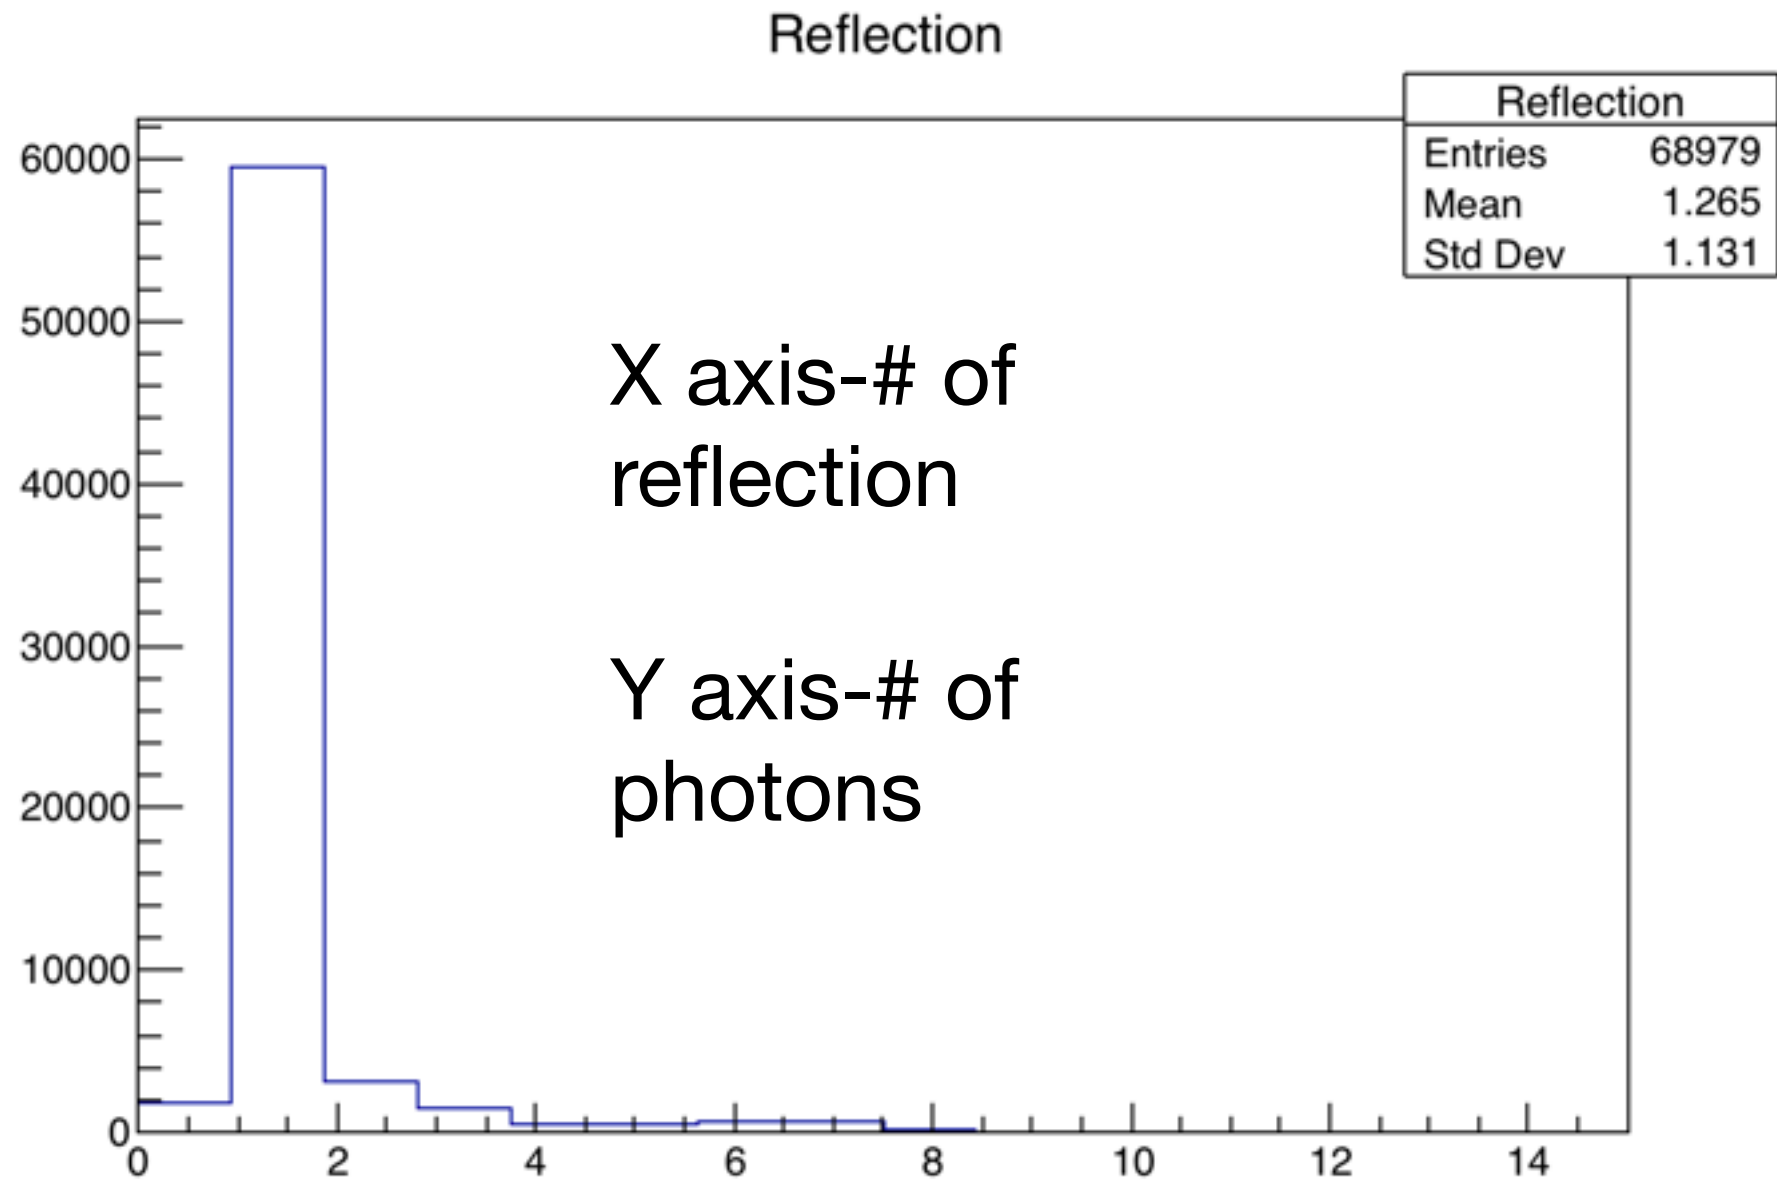 Reflection
Reflection
Entries 68979
Mean 1.265
Std Dev 1.131
60000
50000
40000
30000
20000
10000
0
X axis-# of
reflection
Y axis-# of
photons
0 2 4 6 8 10 12 14